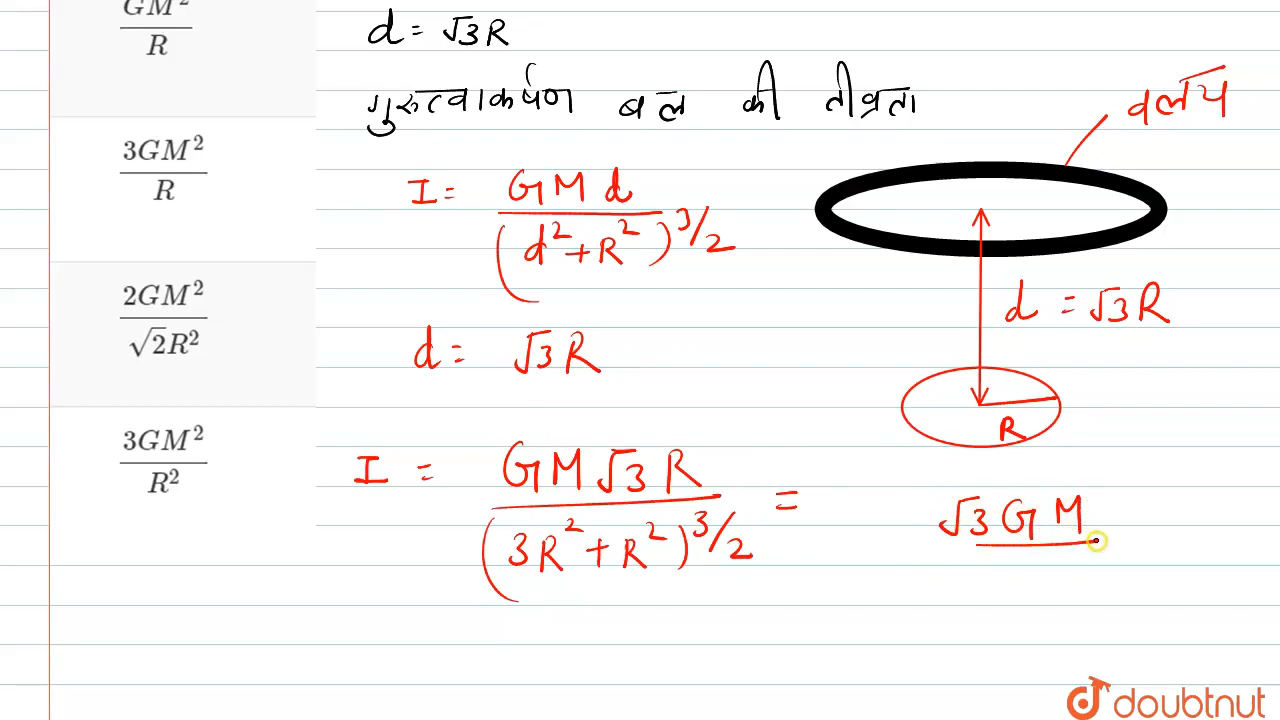 GM²/R
3GM²/R
2GM²/√2R²
3GM²/R²
d = √3R
गुरुत्वाकर्षण बल की तीव्रता
I = GMd/(d²+R²)^3/2
d = √3R
I = GM√3R/(3R²+R²)^3/2 = √3GM
वलय
d = √3R
R
doubtnut